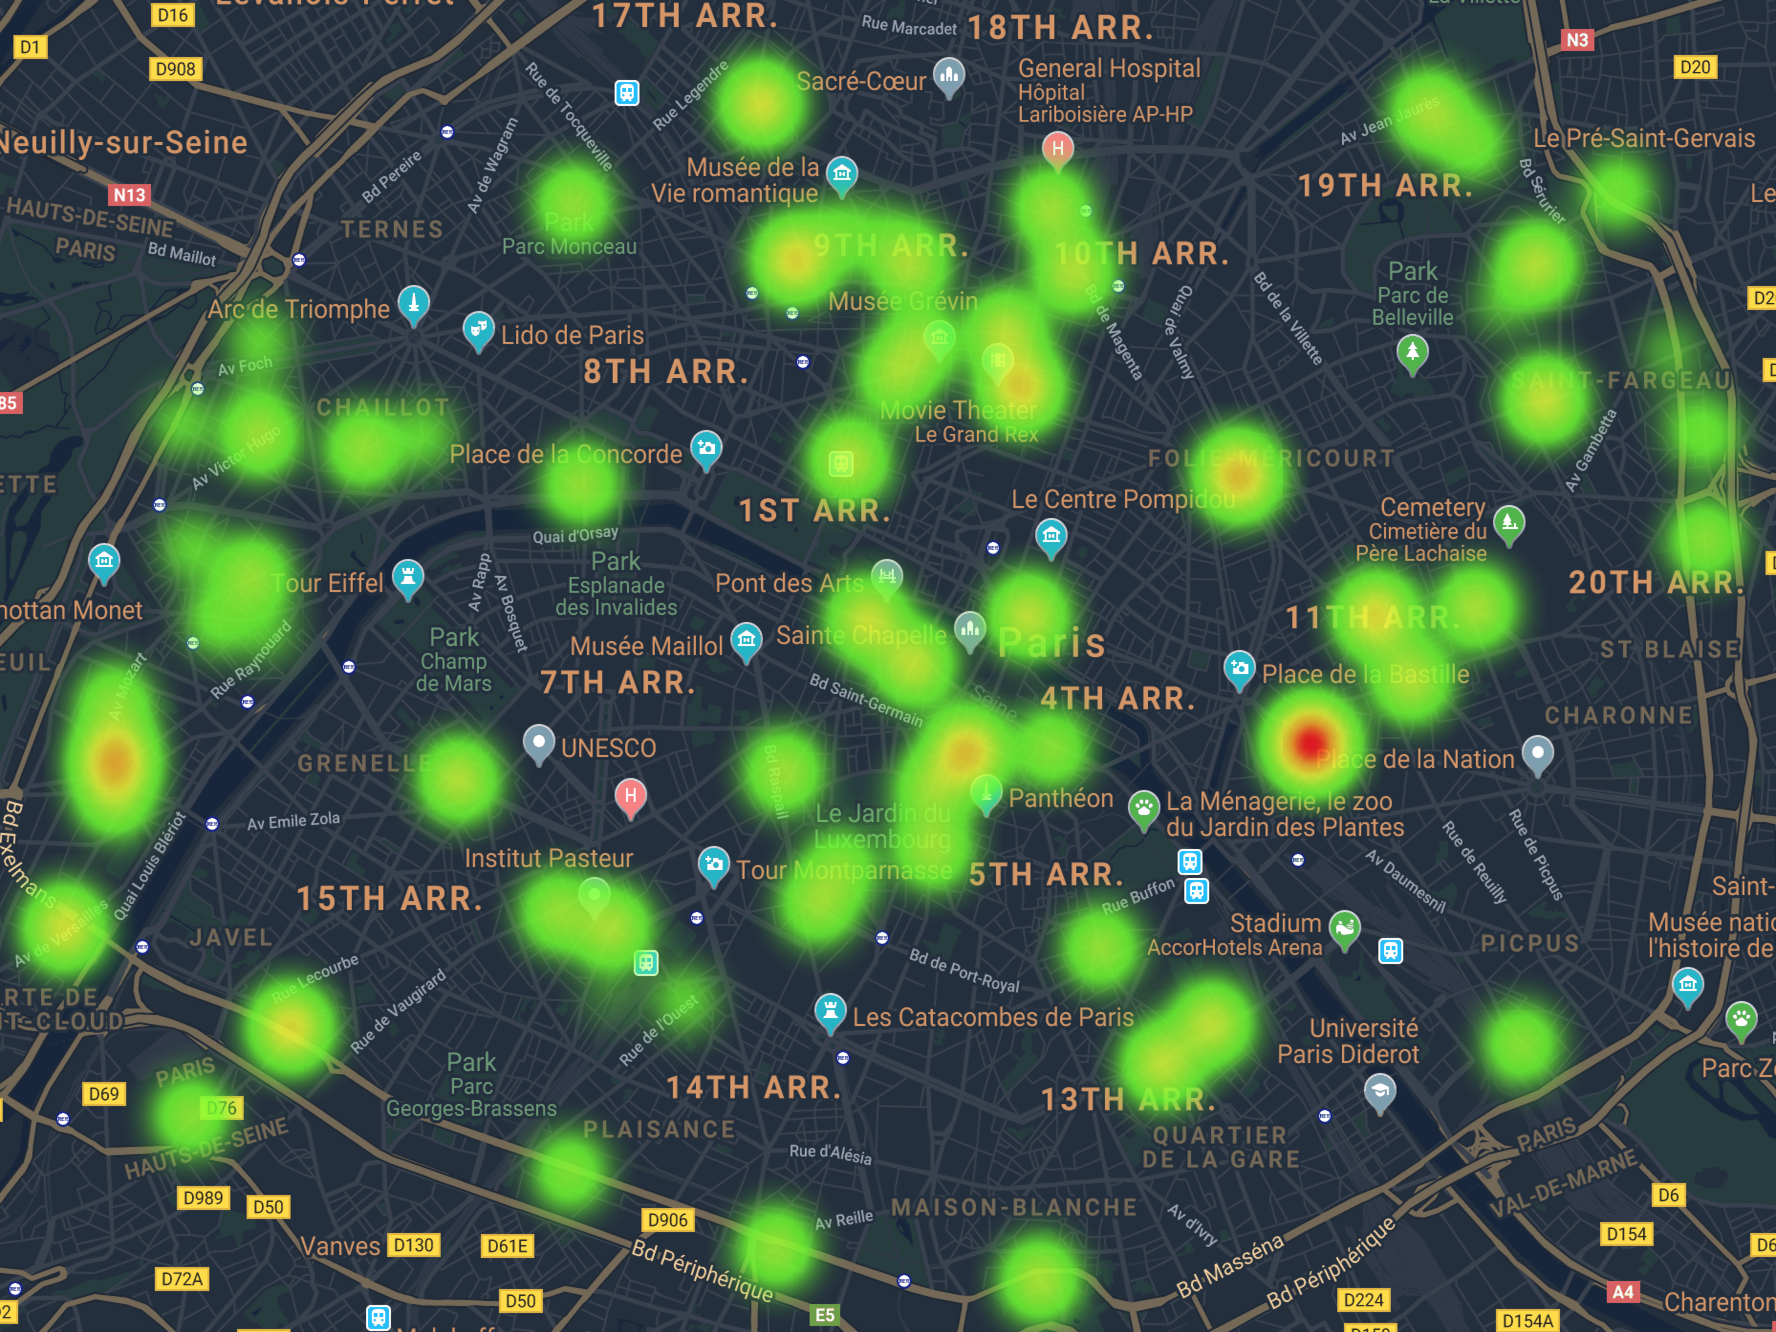 Levallois-Perret
D16
17TH ARR.
Rue Marcadet
18TH ARR.
La Villette
D1
D908
N3
D20
Rue de Tocqueville
Rue Legendre
Sacré-Cœur
General Hospital
Hôpital
Lariboisière AP-HP
H
Av Jean Jaurès
Le Pré-Saint-Gervais
Neuilly-sur-Seine
Bd Pereire
Av de Wagram
Musée de la
Vie romantique
19TH ARR.
Bd Sérurier
N13
HAUTS-DE-SEINE
PARIS
Bd Maillot
TERNES
Park
Parc Monceau
9TH ARR.
10TH ARR.
Park
Parc de
Belleville
Arc de Triomphe
Lido de Paris
Musée Grévin
Bd de Magenta
Quai de Valmy
Bd de la Villette
Av Foch
8TH ARR.
SAINT-FARGEAU
85
CHAILLOT
Movie Theater
Le Grand Rex
Av Victor Hugo
Place de la Concorde
FOLIE-MÉRICOURT
Av Gambetta
1ST ARR.
Le Centre Pompidou
Cemetery
Cimetière du
Père Lachaise
Quai d'Orsay
Park
Esplanade
des Invalides
Av Rapp
Av Bosquet
Tour Eiffel
Pont des Arts
20TH ARR.
11TH ARR.
Musée Maillol
Sainte Chapelle
Paris
ST BLAISE
Park
Champ
de Mars
Rue Raynouard
Av Mozart
7TH ARR.
Bd Saint-Germain
Seine
4TH ARR.
Place de la Bastille
CHARONNE
GRENELLE
UNESCO
Bd Raspail
Place de la Nation
H
Panthéon
La Ménagerie, le zoo
du Jardin des Plantes
Bd Exelmans
Av Emile Zola
Quai Louis Blériot
Le Jardin du
Luxembourg
Institut Pasteur
Tour Montparnasse
5TH ARR.
Rue Buffon
Av Daumesnil
Rue de Reuilly
Rue de Picpus
15TH ARR.
Av de Versailles
JAVEL
Stadium
AccorHotels Arena
PICPUS
Saint-
Musée natio
l'histoire de
Rue Lecourbe
Rue de Vaugirard
Bd de Port-Royal
RTE DE
T-CLOUD
Rue de l'Ouest
Les Catacombes de Paris
Université
Paris Diderot
Parc Zo
PARIS
D69
D76
HAUTS-DE-SEINE
Park
Parc
Georges-Brassens
14TH ARR.
13TH ARR.
PLAISANCE
Rue d'Alésia
QUARTIER
DE LA GARE
PARIS
VAL-DE-MARNE
D989
D50
D906
Av Reille
MAISON-BLANCHE
Av d'Ivry
D6
D154
Vanves
D130
D61E
Bd Périphérique
Bd Masséna
Bd Périphérique
D72A
D50
E5
D224
A4
Charenton
D154A